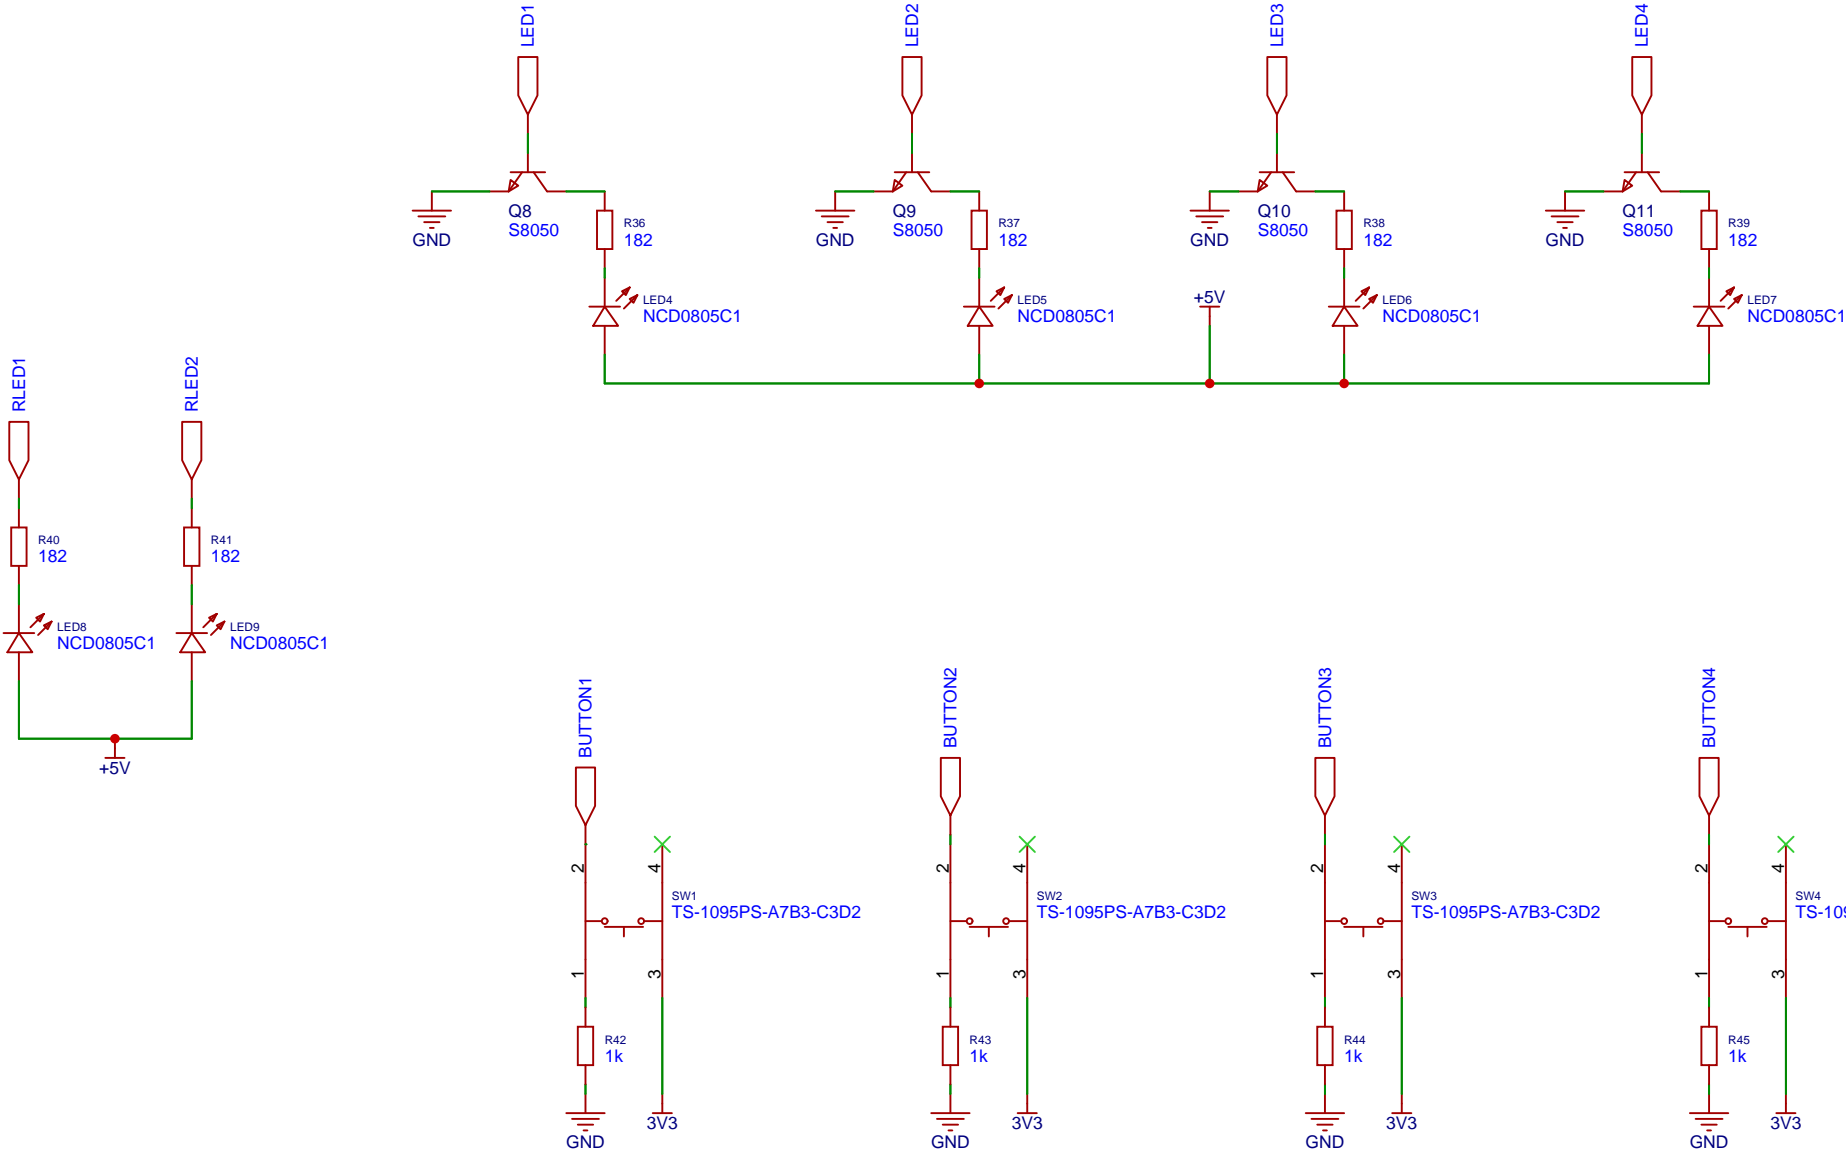 LED1
LED2
LED3
LED4
Q8
S8050
GND
R36
182
LED4
NCD0805C1
Q9
S8050
GND
R37
182
LED5
NCD0805C1
Q10
S8050
GND
R38
182
+5V
LED6
NCD0805C1
Q11
S8050
GND
R39
182
LED7
NCD0805C1
RLED1
RLED2
R40
182
R41
182
LED8
NCD0805C1
LED9
NCD0805C1
+5V
BUTTON1
2
4
SW1
TS-1095PS-A7B3-C3D2
1
3
R42
1k
GND
3V3
BUTTON2
2
4
SW2
TS-1095PS-A7B3-C3D2
1
3
R43
1k
GND
3V3
BUTTON3
2
4
SW3
TS-1095PS-A7B3-C3D2
1
3
R44
1k
GND
3V3
BUTTON4
2
4
SW4
1
3
R45
1k
GND
3V3